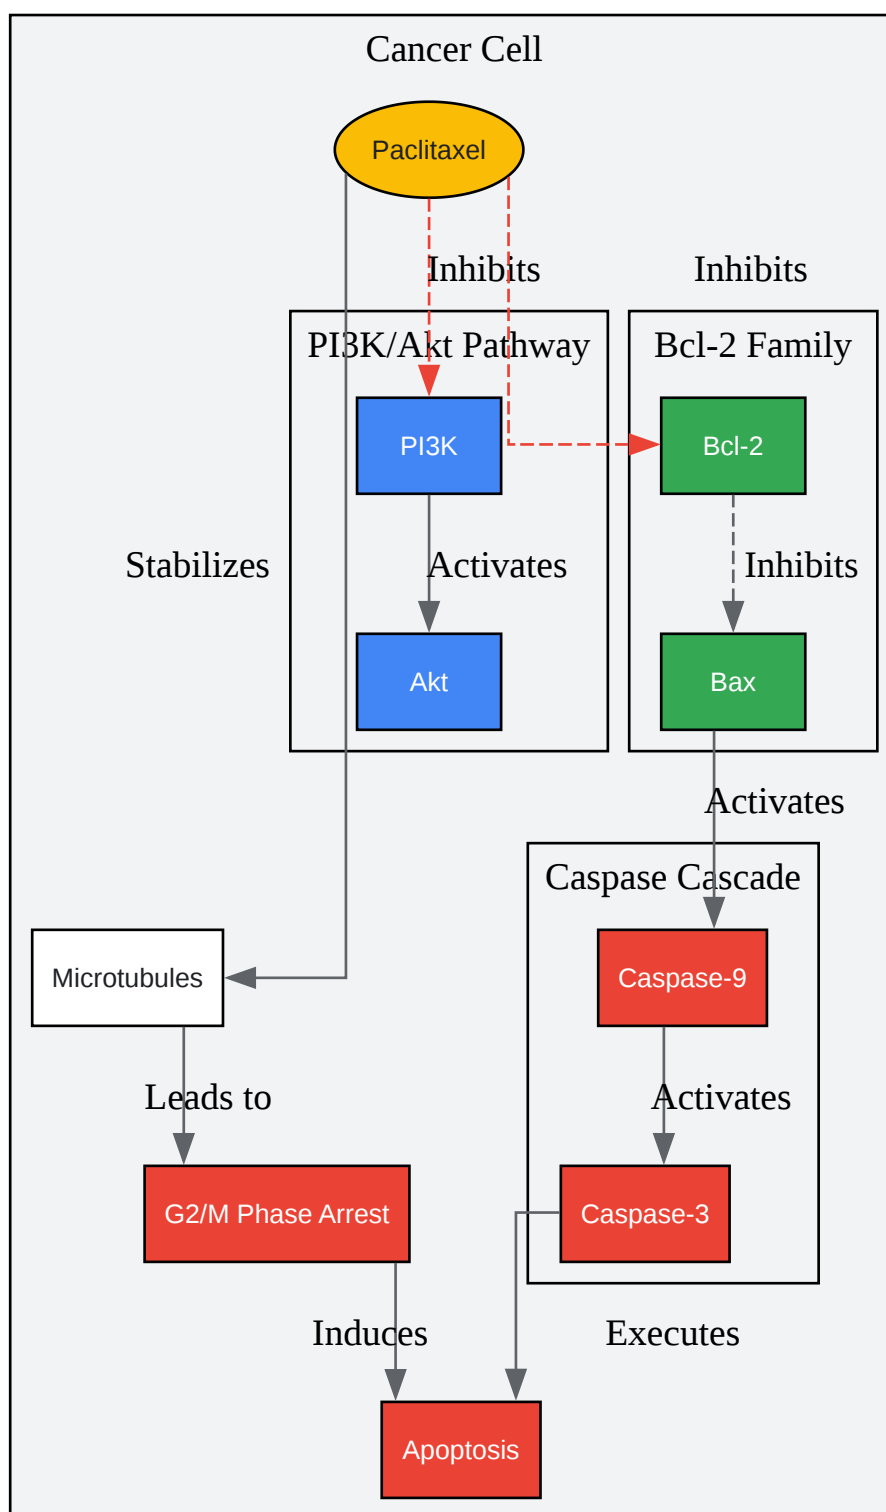 Cancer Cell
Paclitaxel
Inhibits
Inhibits
PI3K/Akt Pathway
Bcl-2 Family
PI3K
Bcl-2
Stabilizes
Activates
Inhibits
Akt
Bax
Activates
Caspase Cascade
Microtubules
Caspase-9
Leads to
Activates
G2/M Phase Arrest
Caspase-3
Induces
Executes
Apoptosis